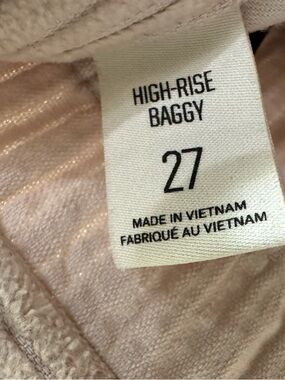 HIGH-RISE
BAGGY
27
MADE IN VIETNAM
FABRIQUÉ AU VIETNAM